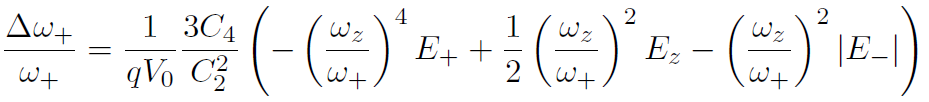 \frac{\Delta\omega_+}{\omega_+} = \frac{1}{qV_0} \frac{3C_4}{C_2^2} \left( -\left(\frac{\omega_z}{\omega_+}\right)^4 E_+ + \frac{1}{2} \left(\frac{\omega_z}{\omega_+}\right)^2 E_z - \left(\frac{\omega_z}{\omega_+}\right)^2 |E_-| \right)